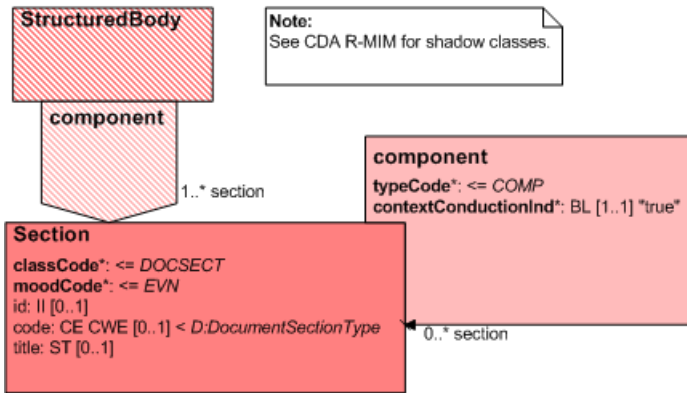 StructuredBody
Note:
See CDA R-MIM for shadow classes.
component
1..* section
component
typeCode*: <= COMP
contextConductionInd*: BL [1..1] "true"
Section
classCode*: <= DOCSECT
moodCode*: <= EVN
id: II [0..1]
code: CE CWE [0..1] < D:DocumentSectionType
title: ST [0..1]
0..* section